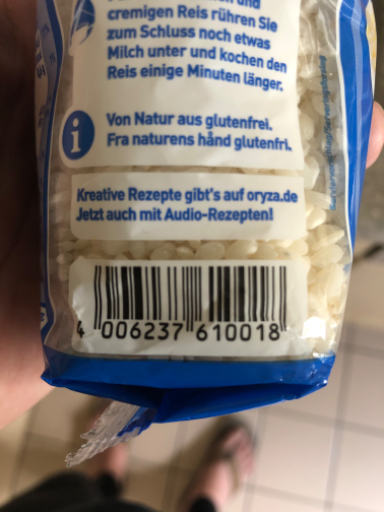 cremigen Reis rühren Sie
zum Schluss noch etwas
Milch unter und kochen den
Reis einige Minuten länger.
i
Von Natur aus glutenfrei.
Fra naturens hånd glutenfri.
Kreative Rezepte gibt's auf oryza.de
Jetzt auch mit Audio-Rezepten!
4 006237 610018